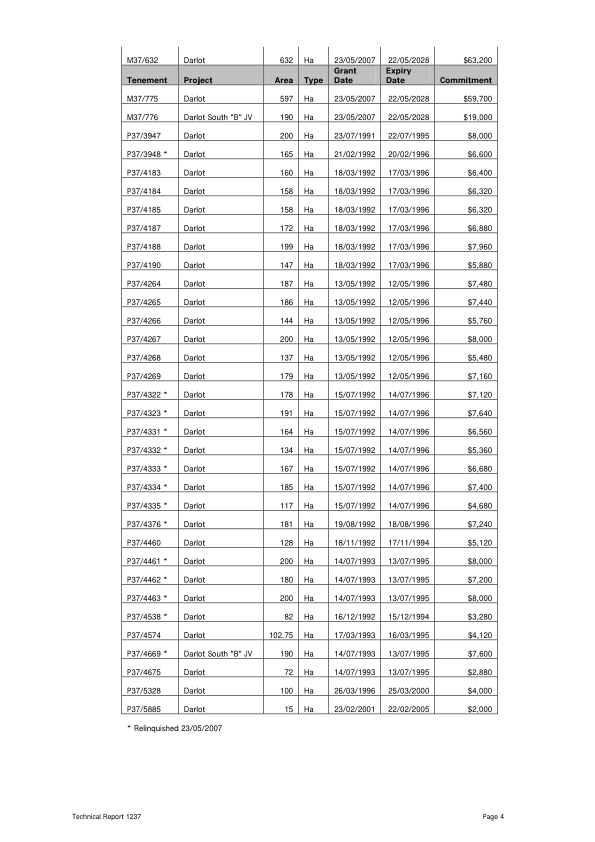 M37/632 Darlot 632 Ha 23/05/2007 22/05/2028 $63,200
Tenement Project Area Type Grant Date Expiry Date Commitment
M37/775 Darlot 597 Ha 23/05/2007 22/05/2028 $59,700
M37/776 Darlot South "B" JV 190 Ha 23/05/2007 22/05/2028 $19,000
P37/3947 Darlot 200 Ha 23/07/1991 22/07/1995 $8,000
P37/3948 * Darlot 165 Ha 21/02/1992 20/02/1996 $6,600
P37/4183 Darlot 160 Ha 18/03/1992 17/03/1996 $6,400
P37/4184 Darlot 158 Ha 18/03/1992 17/03/1996 $6,320
P37/4185 Darlot 158 Ha 18/03/1992 17/03/1996 $6,320
P37/4187 Darlot 172 Ha 18/03/1992 17/03/1996 $6,880
P37/4188 Darlot 199 Ha 18/03/1992 17/03/1996 $7,960
P37/4190 Darlot 147 Ha 18/03/1992 17/03/1996 $5,880
P37/4264 Darlot 187 Ha 13/05/1992 12/05/1996 $7,480
P37/4265 Darlot 186 Ha 13/05/1992 12/05/1996 $7,440
P37/4266 Darlot 144 Ha 13/05/1992 12/05/1996 $5,760
P37/4267 Darlot 200 Ha 13/05/1992 12/05/1996 $8,000
P37/4268 Darlot 137 Ha 13/05/1992 12/05/1996 $5,480
P37/4269 Darlot 179 Ha 13/05/1992 12/05/1996 $7,160
P37/4322 * Darlot 178 Ha 15/07/1992 14/07/1996 $7,120
P37/4323 * Darlot 191 Ha 15/07/1992 14/07/1996 $7,640
P37/4331 * Darlot 164 Ha 15/07/1992 14/07/1996 $6,560
P37/4332 * Darlot 134 Ha 15/07/1992 14/07/1996 $5,360
P37/4333 * Darlot 167 Ha 15/07/1992 14/07/1996 $6,680
P37/4334 * Darlot 185 Ha 15/07/1992 14/07/1996 $7,400
P37/4335 * Darlot 117 Ha 15/07/1992 14/07/1996 $4,680
P37/4376 * Darlot 181 Ha 19/08/1992 18/08/1996 $7,240
P37/4460 Darlot 128 Ha 18/11/1992 17/11/1994 $5,120
P37/4461 * Darlot 200 Ha 14/07/1993 13/07/1995 $8,000
P37/4462 * Darlot 180 Ha 14/07/1993 13/07/1995 $7,200
P37/4463 * Darlot 200 Ha 14/07/1993 13/07/1995 $8,000
P37/4538 * Darlot 82 Ha 16/12/1992 15/12/1994 $3,280
P37/4574 Darlot 102.75 Ha 17/03/1993 16/03/1995 $4,120
P37/4669 * Darlot South "B" JV 190 Ha 14/07/1993 13/07/1995 $7,600
P37/4675 Darlot 72 Ha 14/07/1993 13/07/1995 $2,880
P37/5328 Darlot 100 Ha 26/03/1996 25/03/2000 $4,000
P37/5885 Darlot 15 Ha 23/02/2001 22/02/2005 $2,000
* Relinquished 23/05/2007
Technical Report 1237 Page 4